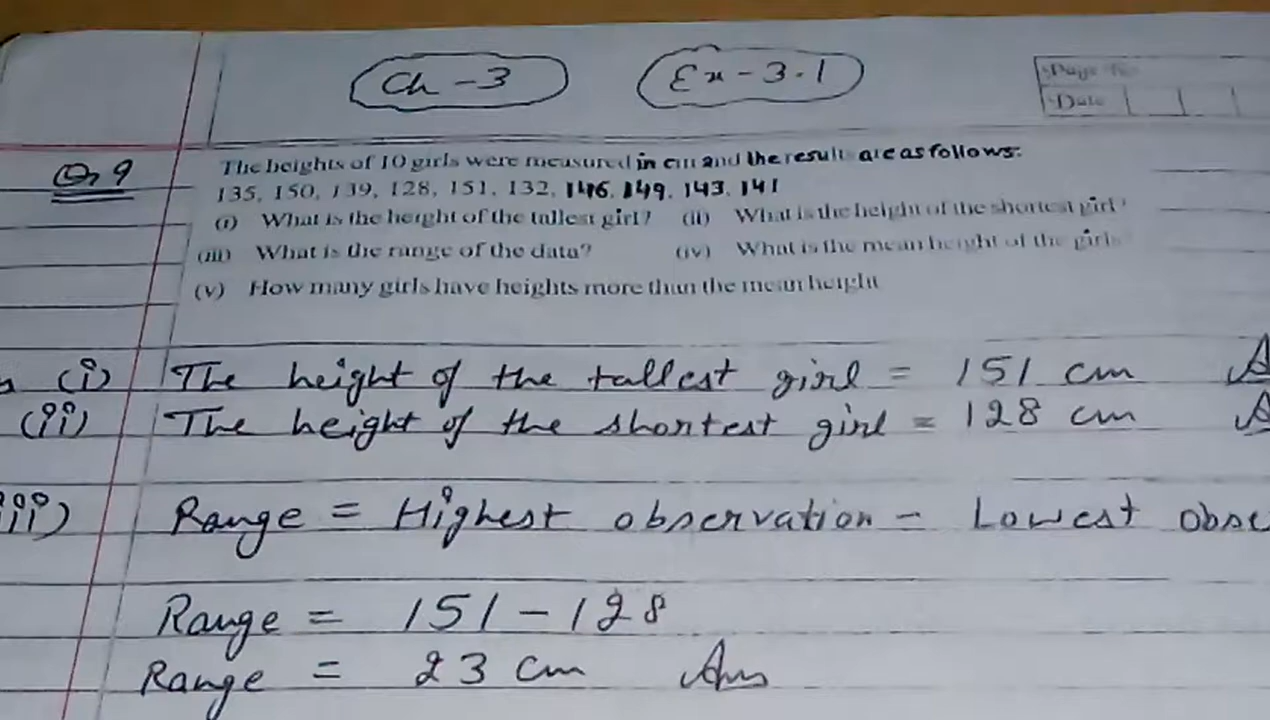 Ch-3 Ex-3.1
Page No
Date
Q.9
The heights of 10 girls were measured in cm and the result are as follows:
135, 150, 139, 128, 151, 132, 146, 149, 143, 141
(i) What is the height of the tallest girl? (ii) What is the height of the shortest girl?
(iii) What is the range of the data? (iv) What is the mean height of the girls
(v) How many girls have heights more than the mean height
(i) The height of the tallest girl = 151 cm
(ii) The height of the shortest girl = 128 cm
iii) Range = Highest observation - Lowest obse
Range = 151-128
Range = 23 cm Ans